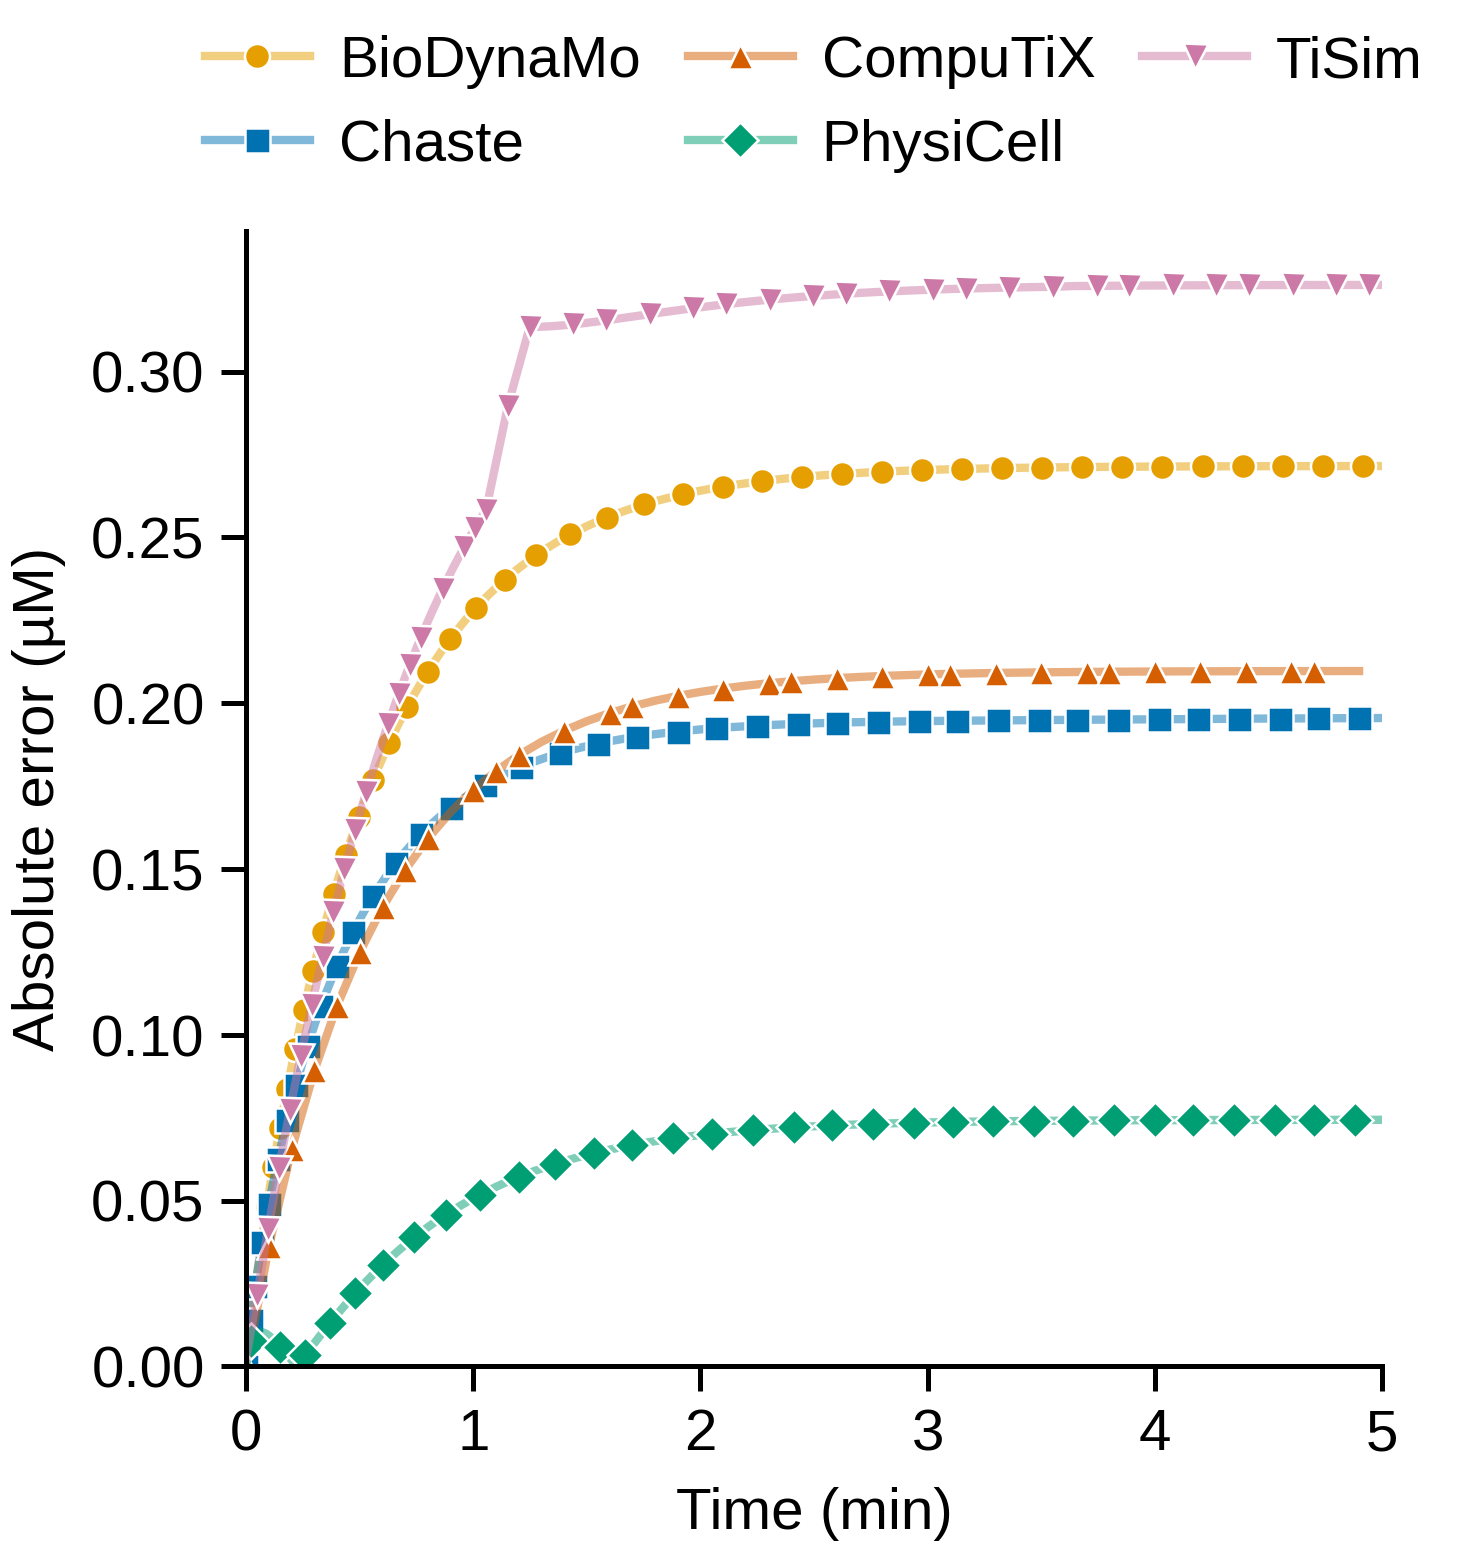 BioDynaMo CompuTiX TiSim
Chaste PhysiCell
0.30
0.25
0.20
0.15
0.10
0.05
0.00
Absolute error (µM)
0 1 2 3 4 5
Time (min)